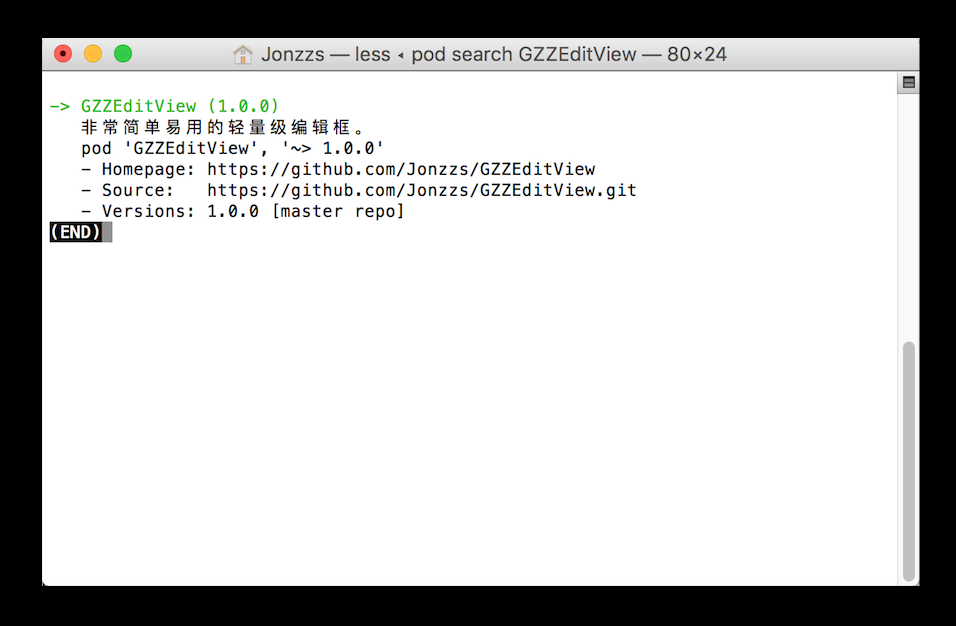 Jonzzs — less ◂ pod search GZZEditView — 80×24
-> GZZEditView (1.0.0)
非常简单易用的轻量级编辑框。
pod 'GZZEditView', '~> 1.0.0'
- Homepage: https://github.com/Jonzzs/GZZEditView
- Source:   https://github.com/Jonzzs/GZZEditView.git
- Versions: 1.0.0 [master repo]
(END)